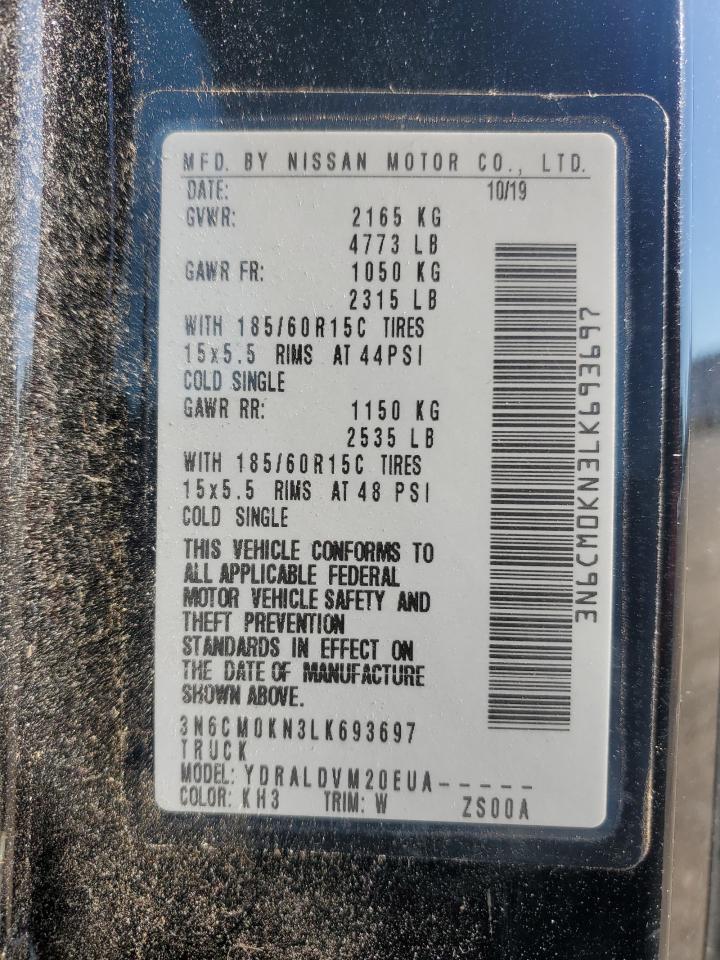 MFD. BY NISSAN MOTOR CO., LTD.
DATE: 10/19
GVWR: 2165 KG
4773 LB
GAWR FR: 1050 KG
2315 LB
WITH 185/60R15C TIRES
15x5.5 RIMS AT 44PSI
COLD SINGLE
GAWR RR: 1150 KG
2535 LB
WITH 185/60R15C TIRES
15x5.5 RIMS AT 48 PSI
COLD SINGLE
THIS VEHICLE CONFORMS TO
ALL APPLICABLE FEDERAL
MOTOR VEHICLE SAFETY AND
THEFT PREVENTION
STANDARDS IN EFFECT ON
THE DATE OF MANUFACTURE
SHOWN ABOVE.
3N6CM0KN3LK693697
TRUCK
MODEL: YDRALDVM20EUA-----
COLOR: KH3 TRIM: W ZS00A
3N6CM0KN3LK693697